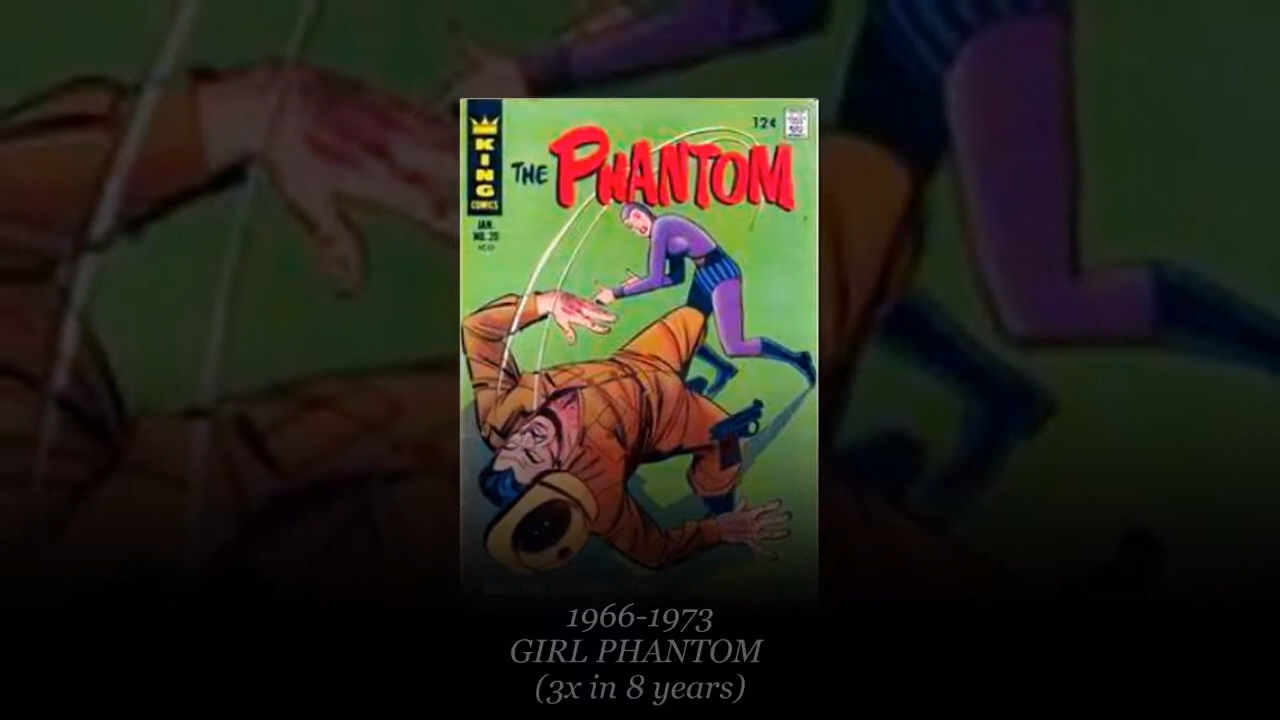 KING
COMICS
12¢
THE PHANTOM
JAN.
NO. 20
1966-1973
GIRL PHANTOM
(3x in 8 years)